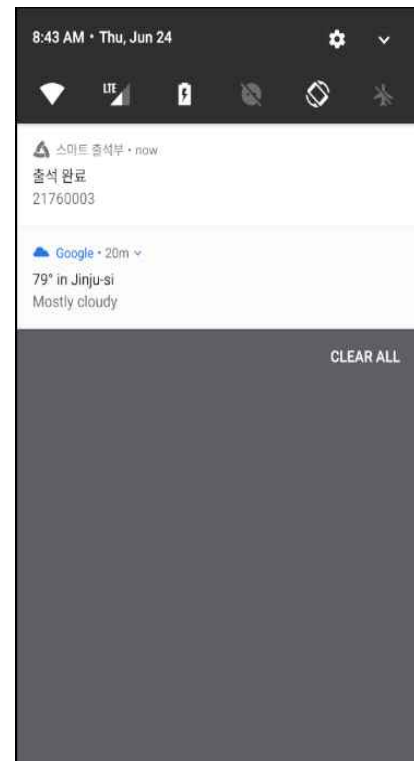 8:43 AM • Thu, Jun 24
LTE
스마트 출석부 • now
출석 완료
21760003
Google • 20m
79° in Jinju-si
Mostly cloudy
CLEAR ALL